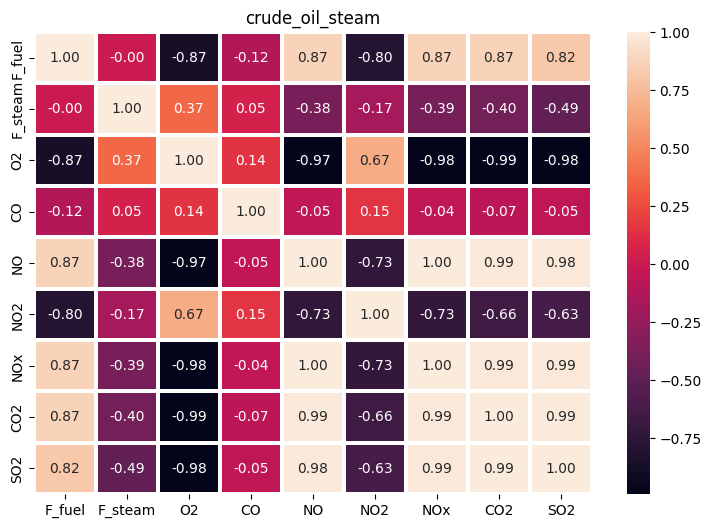 crude_oil_steam
F_fuel 1.00 -0.00 -0.87 -0.12 0.87 -0.80 0.87 0.87 0.82
F_steam -0.00 1.00 0.37 0.05 -0.38 -0.17 -0.39 -0.40 -0.49
O2 -0.87 0.37 1.00 0.14 -0.97 0.67 -0.98 -0.99 -0.98
CO -0.12 0.05 0.14 1.00 -0.05 0.15 -0.04 -0.07 -0.05
NO 0.87 -0.38 -0.97 -0.05 1.00 -0.73 1.00 0.99 0.98
NO2 -0.80 -0.17 0.67 0.15 -0.73 1.00 -0.73 -0.66 -0.63
NOx 0.87 -0.39 -0.98 -0.04 1.00 -0.73 1.00 0.99 0.99
CO2 0.87 -0.40 -0.99 -0.07 0.99 -0.66 0.99 1.00 0.99
SO2 0.82 -0.49 -0.98 -0.05 0.98 -0.63 0.99 0.99 1.00
F_fuel F_steam O2 CO NO NO2 NOx CO2 SO2
1.00
0.75
0.50
0.25
0.00
−0.25
−0.50
−0.75